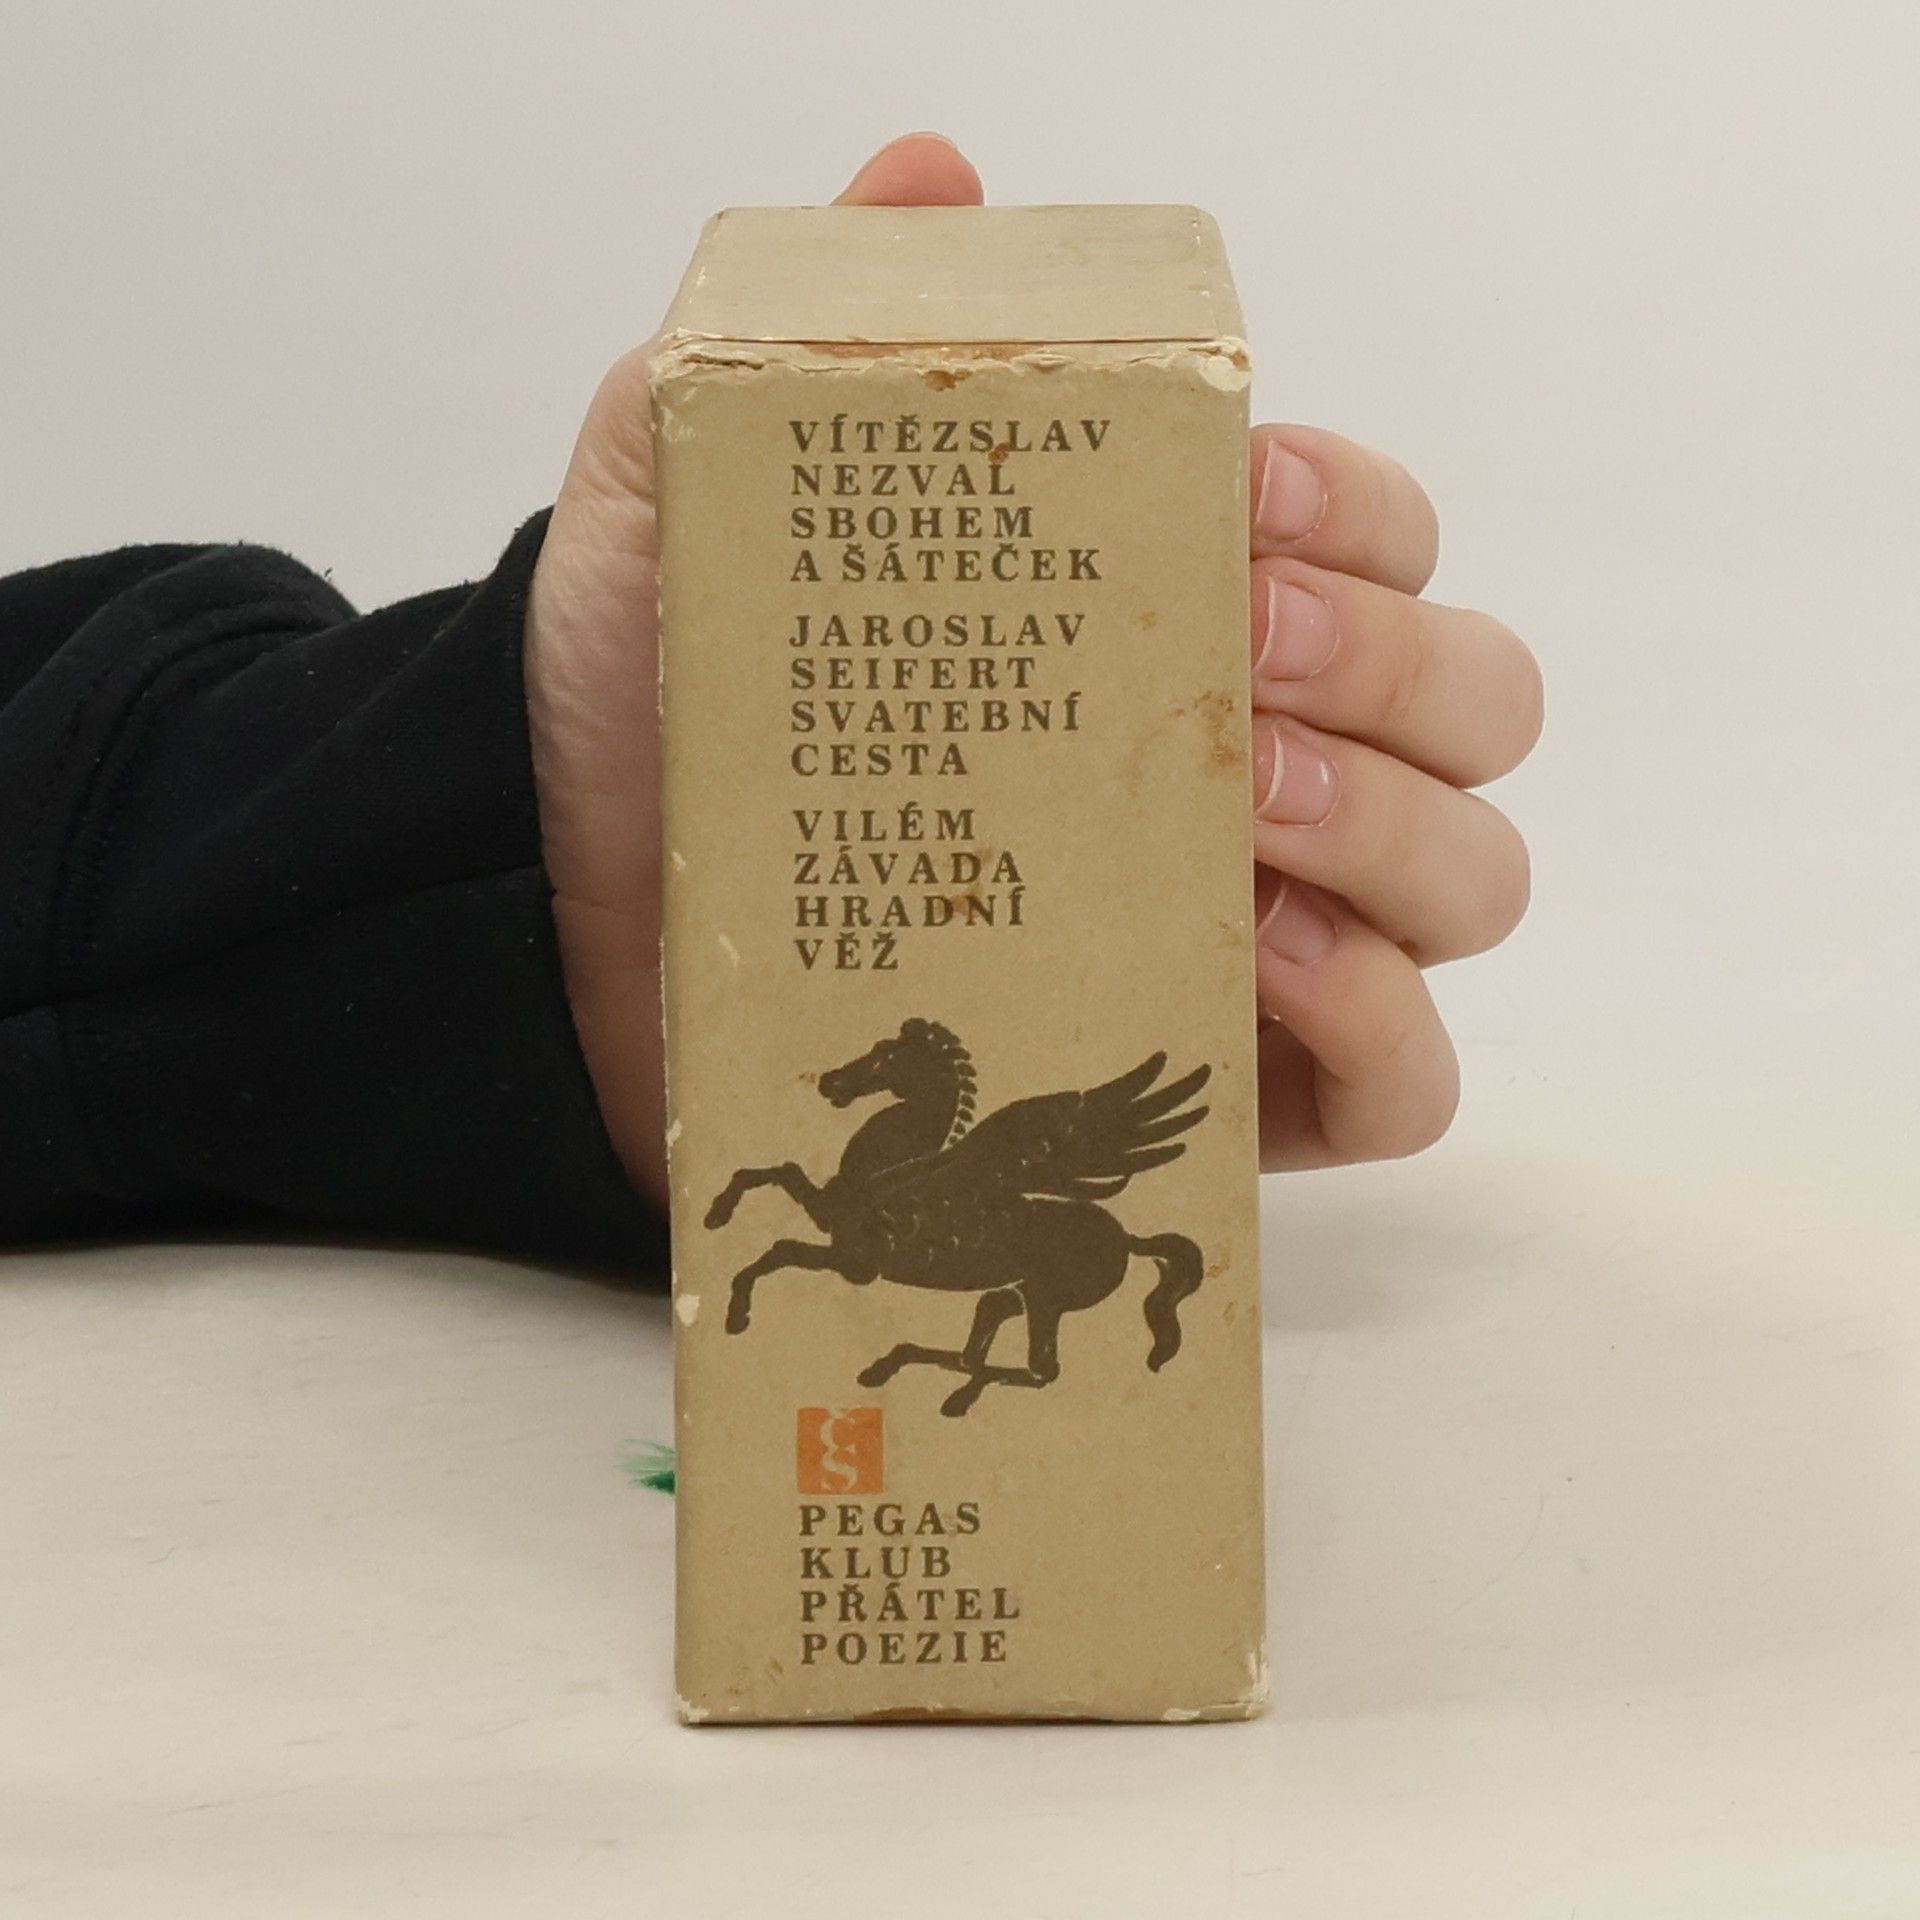 VÍTĚZSLAV
NEZVAL
SBOHEM
A ŠÁTEČEK
JAROSLAV
SEIFERT
SVATEBNÍ
CESTA
VILÉM
ZÁVADA
HRADNÍ
VĚŽ
ČS
PEGAS
KLUB
PŘÁTEL
POEZIE